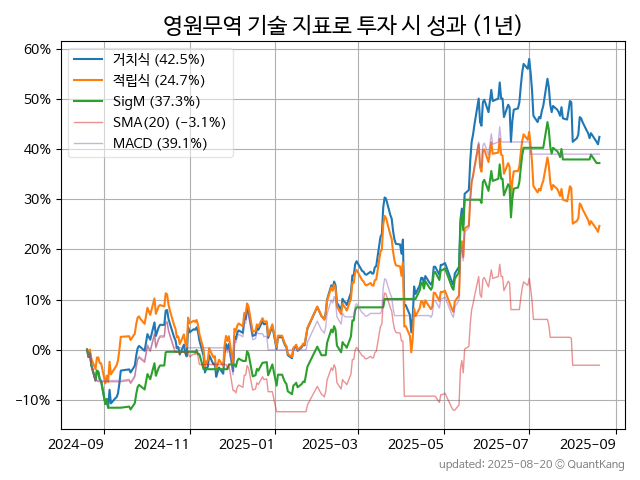 영원무역 기술 지표로 투자 시 성과 (1년)
거치식 (42.5%)
적립식 (24.7%)
SigM (37.3%)
SMA(20) (−3.1%)
MACD (39.1%)
60%
50%
40%
30%
20%
10%
0%
−10%
2024-09 2024-11 2025-01 2025-03 2025-05 2025-07 2025-09
updated: 2025-08-20 © QuantKang